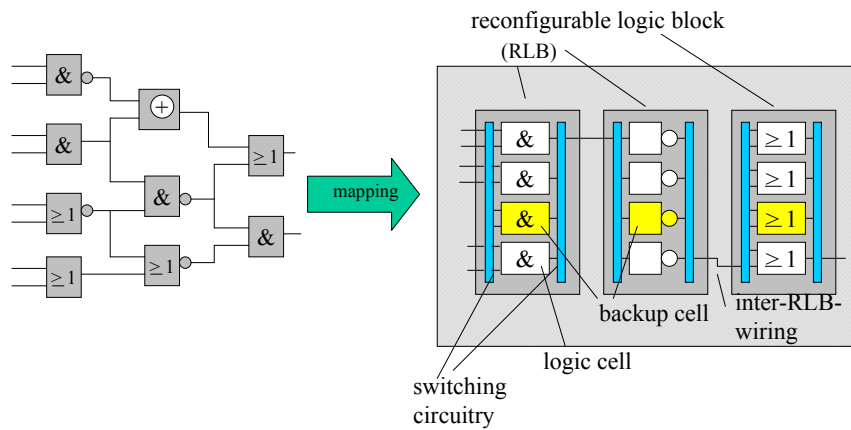 reconfigurable logic block
(RLB)
&
+
&
≥1
&
&
≥1
≥1
≥1
mapping
&
&
&
&
≥1
≥1
≥1
≥1
backup cell
inter-RLB-
wiring
logic cell
switching
circuitry